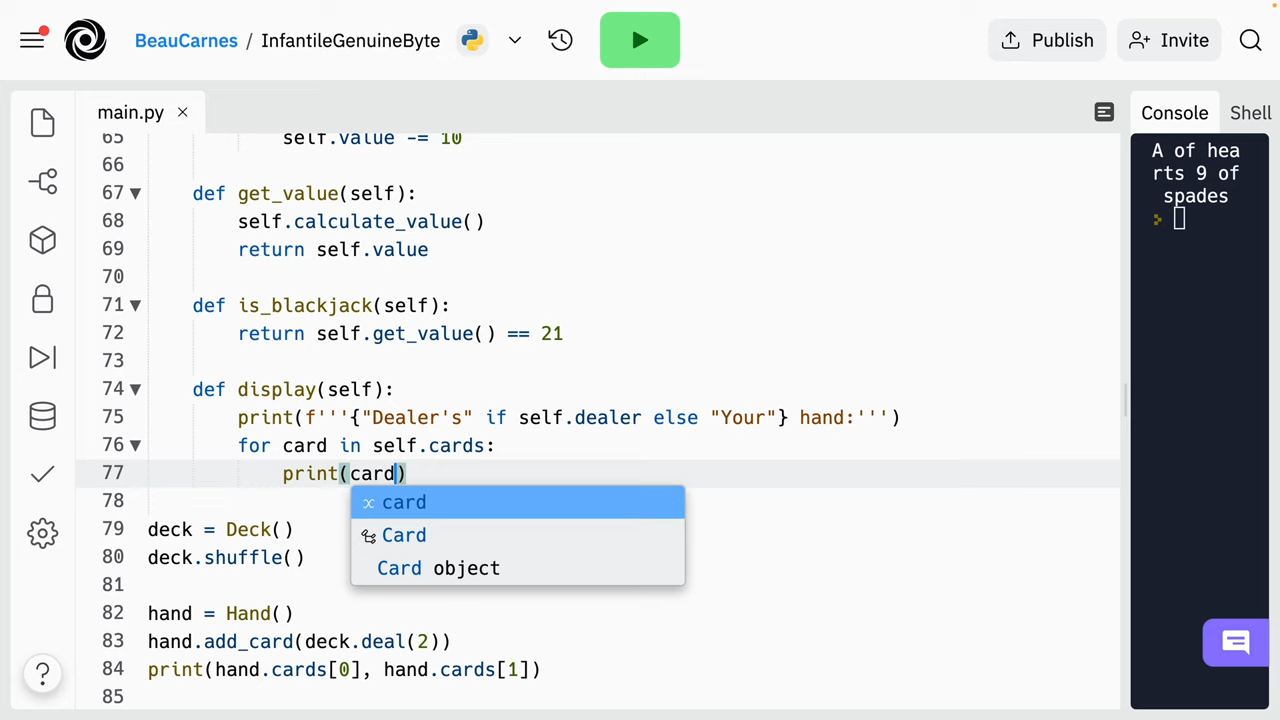 BeauCarnes / InfantileGenuineByte
Publish
Invite
main.py
Console
Shell
65 self.value -= 10
66
67 def get_value(self):
68 self.calculate_value()
69 return self.value
70
71 def is_blackjack(self):
72 return self.get_value() == 21
73
74 def display(self):
75 print(f'''{"Dealer's" if self.dealer else "Your"} hand:''')
76 for card in self.cards:
77 print(card)
78
card
Card
Card object
79 deck = Deck()
80 deck.shuffle()
81
82 hand = Hand()
83 hand.add_card(deck.deal(2))
84 print(hand.cards[0], hand.cards[1])
85
A of hea
rts 9 of
spades
?